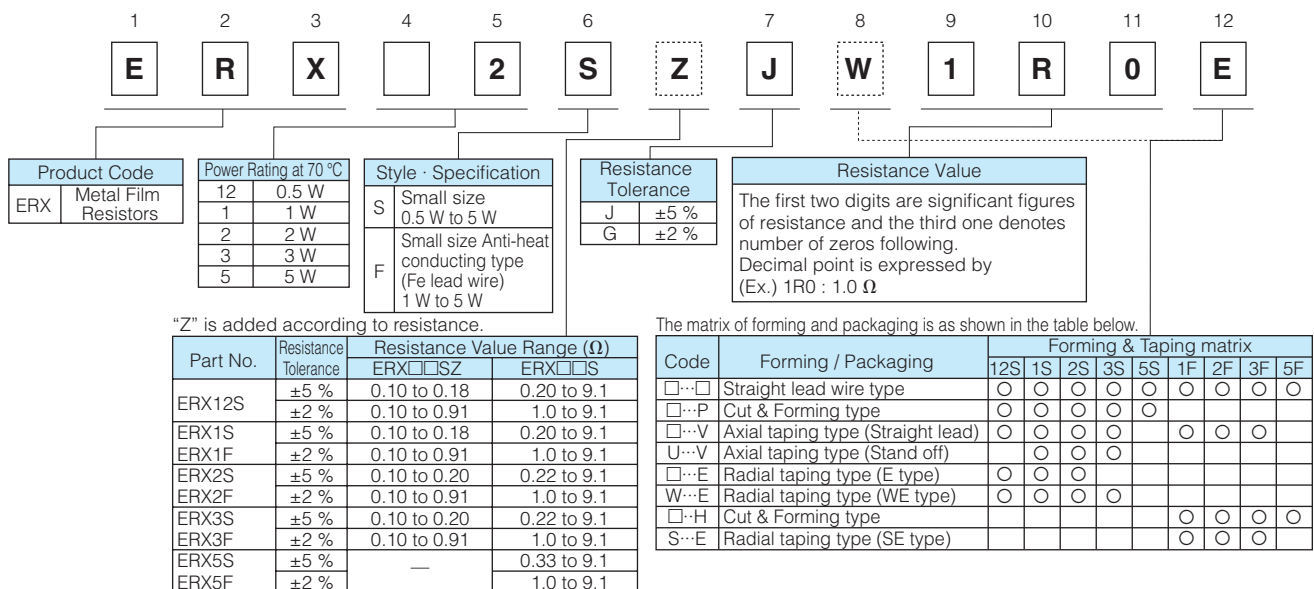 1 2 3 4 5 6 7 8 9 10 11 12
E R X 2 S Z J W 1 R 0 E
Product Code
ERX Metal Film Resistors
Power Rating at 70 °C
12 0.5 W
1 1 W
2 2 W
3 3 W
5 5 W
Style · Specification
S Small size
0.5 W to 5 W
F Small size Anti-heat
conducting type
(Fe lead wire)
1 W to 5 W
Resistance
Tolerance
J ±5 %
G ±2 %
Resistance Value
The first two digits are significant figures
of resistance and the third one denotes
number of zeros following.
Decimal point is expressed by
(Ex.) 1R0 : 1.0 Ω
"Z" is added according to resistance.
Part No. Resistance Tolerance Resistance Value Range (Ω)
ERX□□SZ ERX□□S
ERX12S ±5 % 0.10 to 0.18 0.20 to 9.1
±2 % 0.10 to 0.91 1.0 to 9.1
ERX1S ±5 % 0.10 to 0.18 0.20 to 9.1
ERX1F ±2 % 0.10 to 0.91 1.0 to 9.1
ERX2S ±5 % 0.10 to 0.20 0.22 to 9.1
ERX2F ±2 % 0.10 to 0.91 1.0 to 9.1
ERX3S ±5 % 0.10 to 0.20 0.22 to 9.1
ERX3F ±2 % 0.10 to 0.91 1.0 to 9.1
ERX5S ±5 % — 0.33 to 9.1
ERX5F ±2 % 1.0 to 9.1
The matrix of forming and packaging is as shown in the table below.
Code Forming / Packaging Forming & Taping matrix
12S 1S 2S 3S 5S 1F 2F 3F 5F
□···□ Straight lead wire type ○ ○ ○ ○ ○ ○ ○ ○ ○
□···P Cut & Forming type ○ ○ ○ ○ ○
□···V Axial taping type (Straight lead) ○ ○ ○ ○ ○ ○ ○
U···V Axial taping type (Stand off) ○ ○ ○
□···E Radial taping type (E type) ○ ○ ○
W···E Radial taping type (WE type) ○ ○ ○ ○
□··H Cut & Forming type ○ ○ ○ ○
S···E Radial taping type (SE type) ○ ○ ○